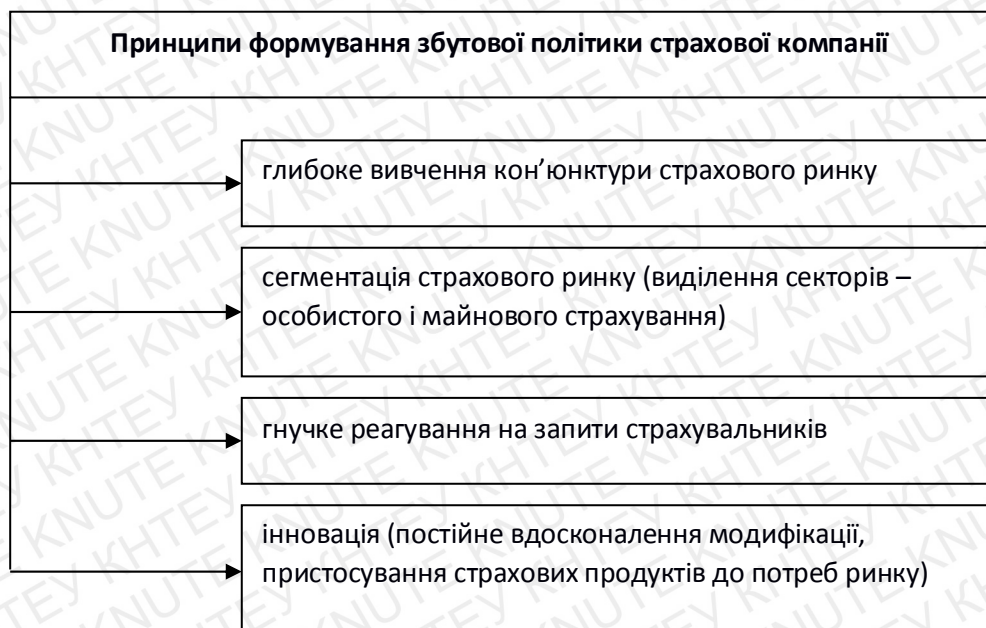 Принципи формування збутової політики страхової компанії
глибоке вивчення кон’юнктури страхового ринку
сегментація страхового ринку (виділення секторів –
особистого і майнового страхування)
гнучке реагування на запити страхувальників
інновація (постійне вдосконалення модифікації,
пристосування страхових продуктів до потреб ринку)